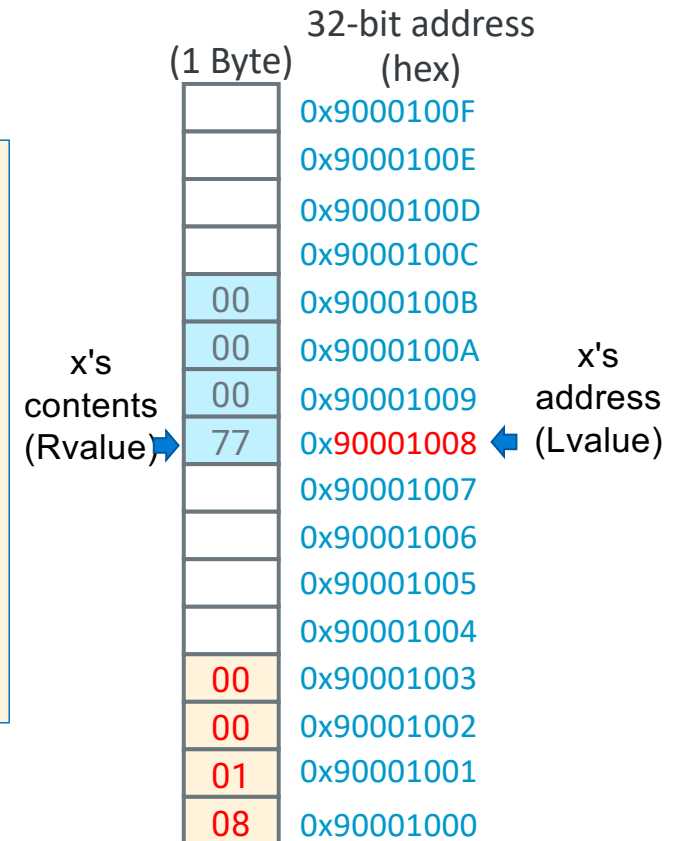 32-bit address
(1 Byte) (hex)
0x9000100F
0x9000100E
0x9000100D
0x9000100C
00 0x9000100B
00 0x9000100A
00 0x90001009
77 0x90001008
0x90001007
0x90001006
0x90001005
0x90001004
00 0x90001003
00 0x90001002
01 0x90001001
08 0x90001000
x's
contents
(Rvalue)
x's
address
(Lvalue)